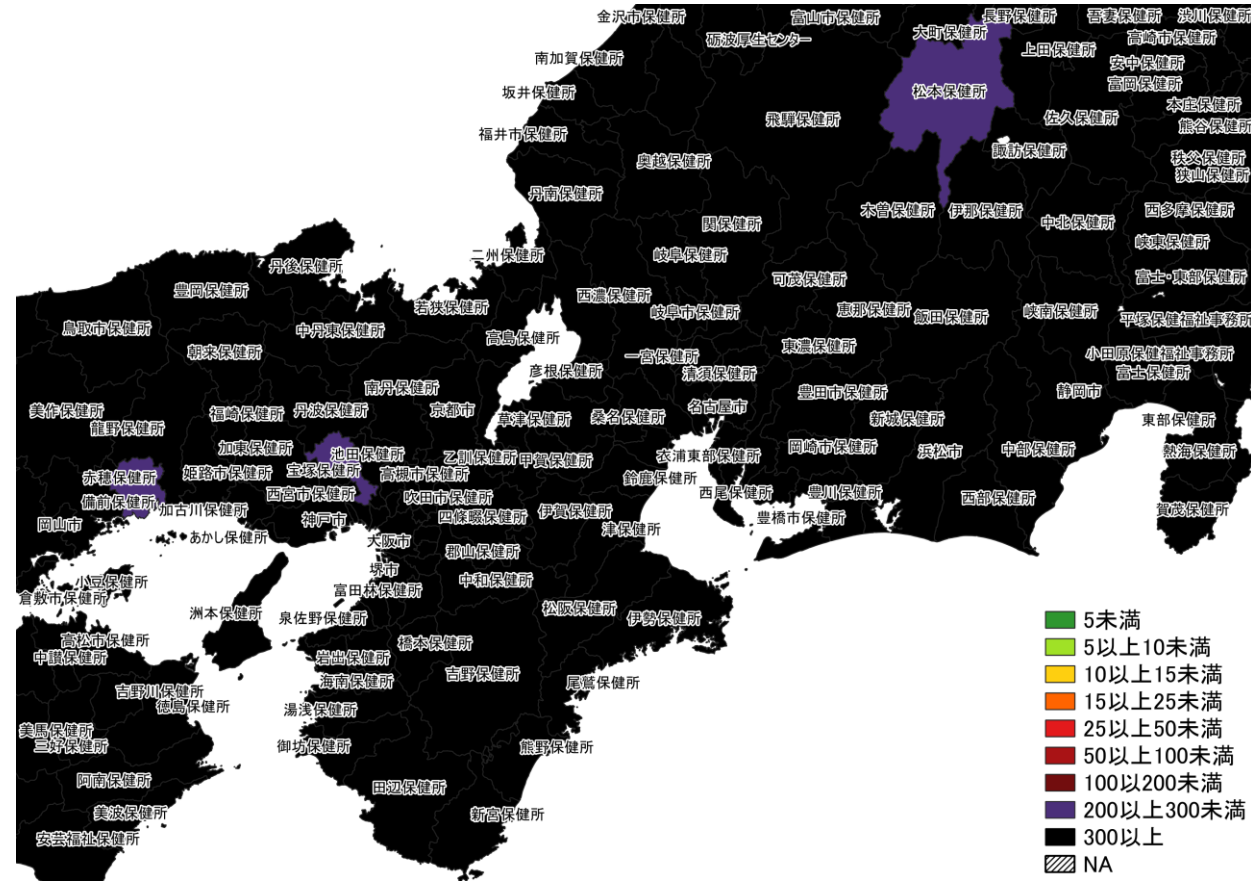 金沢市保健所
富山市保健所
長野保健所
吾妻保健所
渋川保健所
砺波厚生センター
大町保健所
高崎市保健所
南加賀保健所
上田保健所
安中保健所
富岡保健所
坂井保健所
松本保健所
本庄保健所
飛騨保健所
佐久保健所
熊谷保健所
福井市保健所
諏訪保健所
奥越保健所
秩父保健所
狭山保健所
丹南保健所
木曽保健所
伊那保健所
西多摩保健所
関保健所
中北保健所
峡東保健所
二州保健所
岐阜保健所
丹後保健所
可茂保健所
富士・東部保健所
豊岡保健所
西濃保健所
若狭保健所
岐阜市保健所
恵那保健所
飯田保健所
峡南保健所
平塚保健福祉事務所
鳥取市保健所
中丹東保健所
高島保健所
東濃保健所
朝来保健所
一宮保健所
小田原保健福祉事務所
彦根保健所
清須保健所
富士保健所
南丹保健所
豊田市保健所
静岡市
美作保健所
福崎保健所
丹波保健所
京都市
草津保健所
桑名保健所
名古屋市
新城保健所
東部保健所
龍野保健所
加東保健所
池田保健所
乙訓保健所
甲賀保健所
衣浦東部保健所
岡崎市保健所
浜松市
中部保健所
熱海保健所
赤穂保健所
姫路市保健所
宝塚保健所
高槻市保健所
鈴鹿保健所
備前保健所
西宮市保健所
吹田市保健所
西尾保健所
豊川保健所
西部保健所
加古川保健所
伊賀保健所
賀茂保健所
岡山市
神戸市
四條畷保健所
豊橋市保健所
あかし保健所
大阪市
津保健所
郡山保健所
堺市
小豆保健所
中和保健所
倉敷市保健所
富田林保健所
洲本保健所
泉佐野保健所
松阪保健所
伊勢保健所
高松市保健所
橋本保健所
中讃保健所
岩出保健所
吉野保健所
海南保健所
尾鷲保健所
吉野川保健所
徳島保健所
湯浅保健所
美馬保健所
三好保健所
御坊保健所
熊野保健所
阿南保健所
田辺保健所
美波保健所
新宮保健所
安芸福祉保健所
5未満
5以上10未満
10以上15未満
15以上25未満
25以上50未満
50以上100未満
100以200未満
200以上300未満
300以上
NA